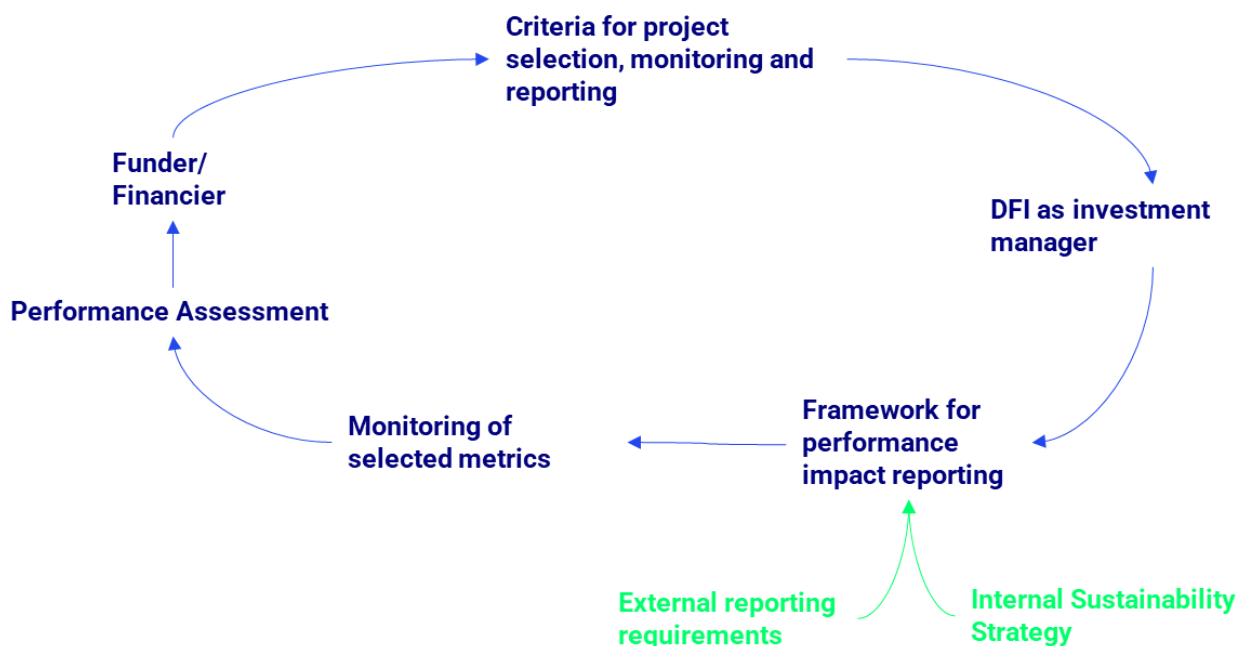 Criteria for project
selection, monitoring and
reporting
Funder/
Financier
DFI as investment
manager
Performance Assessment
Monitoring of
selected metrics
Framework for
performance
impact reporting
External reporting
requirements
Internal Sustainability
Strategy